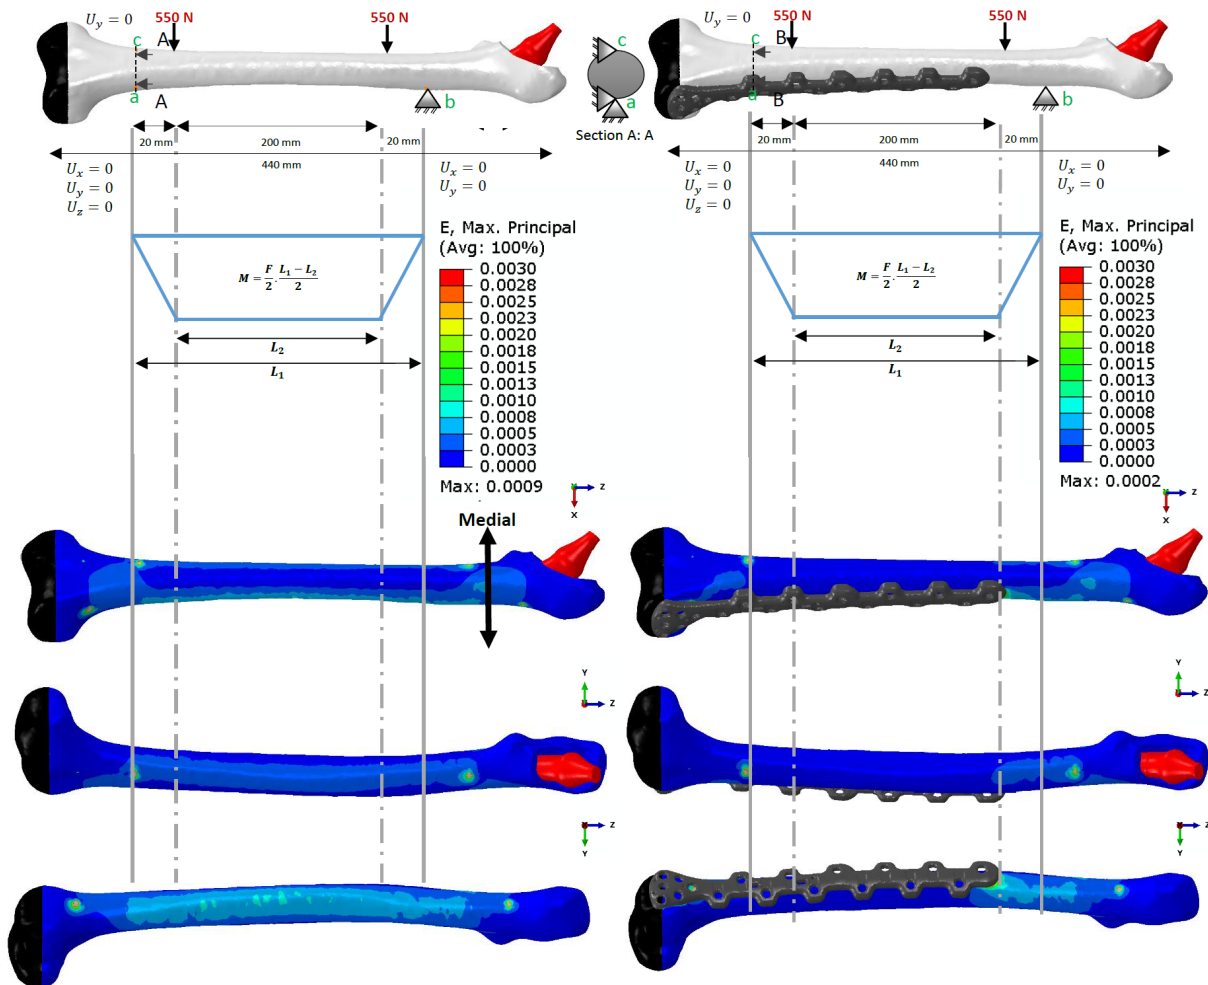 U_y = 0
550 N
550 N
c
A
a
A
b
c
a
Section A: A
20 mm
200 mm
20 mm
440 mm
U_x = 0
U_y = 0
U_z = 0
U_x = 0
U_y = 0
M = F/2 . L_1 − L_2/2
L_2
L_1
E, Max. Principal
(Avg: 100%)
0.0030
0.0028
0.0025
0.0023
0.0020
0.0018
0.0015
0.0013
0.0010
0.0008
0.0005
0.0003
0.0000
Max: 0.0009
Z
X
Medial
Y
Z
Z
Y
U_y = 0
550 N
550 N
c
B
a
B
b
20 mm
200 mm
20 mm
440 mm
U_x = 0
U_y = 0
U_z = 0
U_x = 0
U_y = 0
M = F/2 . L_1 − L_2/2
L_2
L_1
E, Max. Principal
(Avg: 100%)
0.0030
0.0028
0.0025
0.0023
0.0020
0.0018
0.0015
0.0013
0.0010
0.0008
0.0005
0.0003
0.0000
Max: 0.0002
Z
X
Y
Z
Z
Y